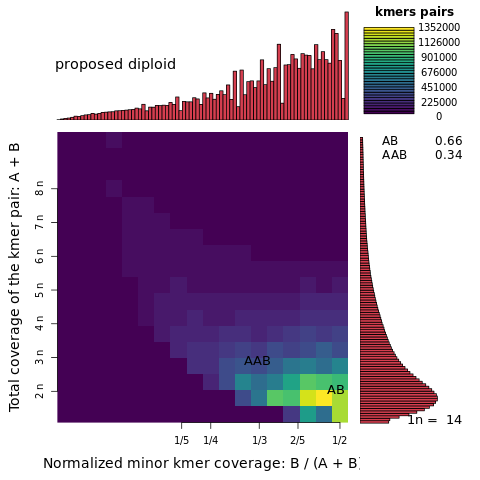 kmers pairs
1352000
1126000
901000
676000
451000
225000
0
proposed diploid
AB 0.66
AAB 0.34
Total coverage of the kmer pair: A + B
8 n
7 n
6 n
5 n
4 n
3 n
2 n
AAB
AB
1n = 14
1/5 1/4 1/3 2/5 1/2
Normalized minor kmer coverage: B / (A + B)